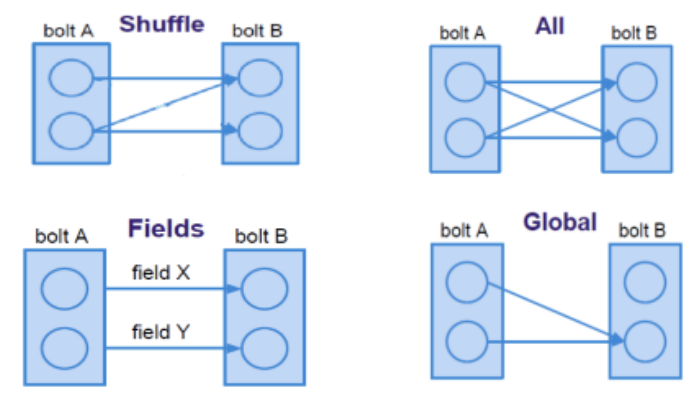 Shuffle
bolt A
bolt B
All
bolt A
bolt B
Fields
bolt A
bolt B
field X
field Y
Global
bolt A
bolt B